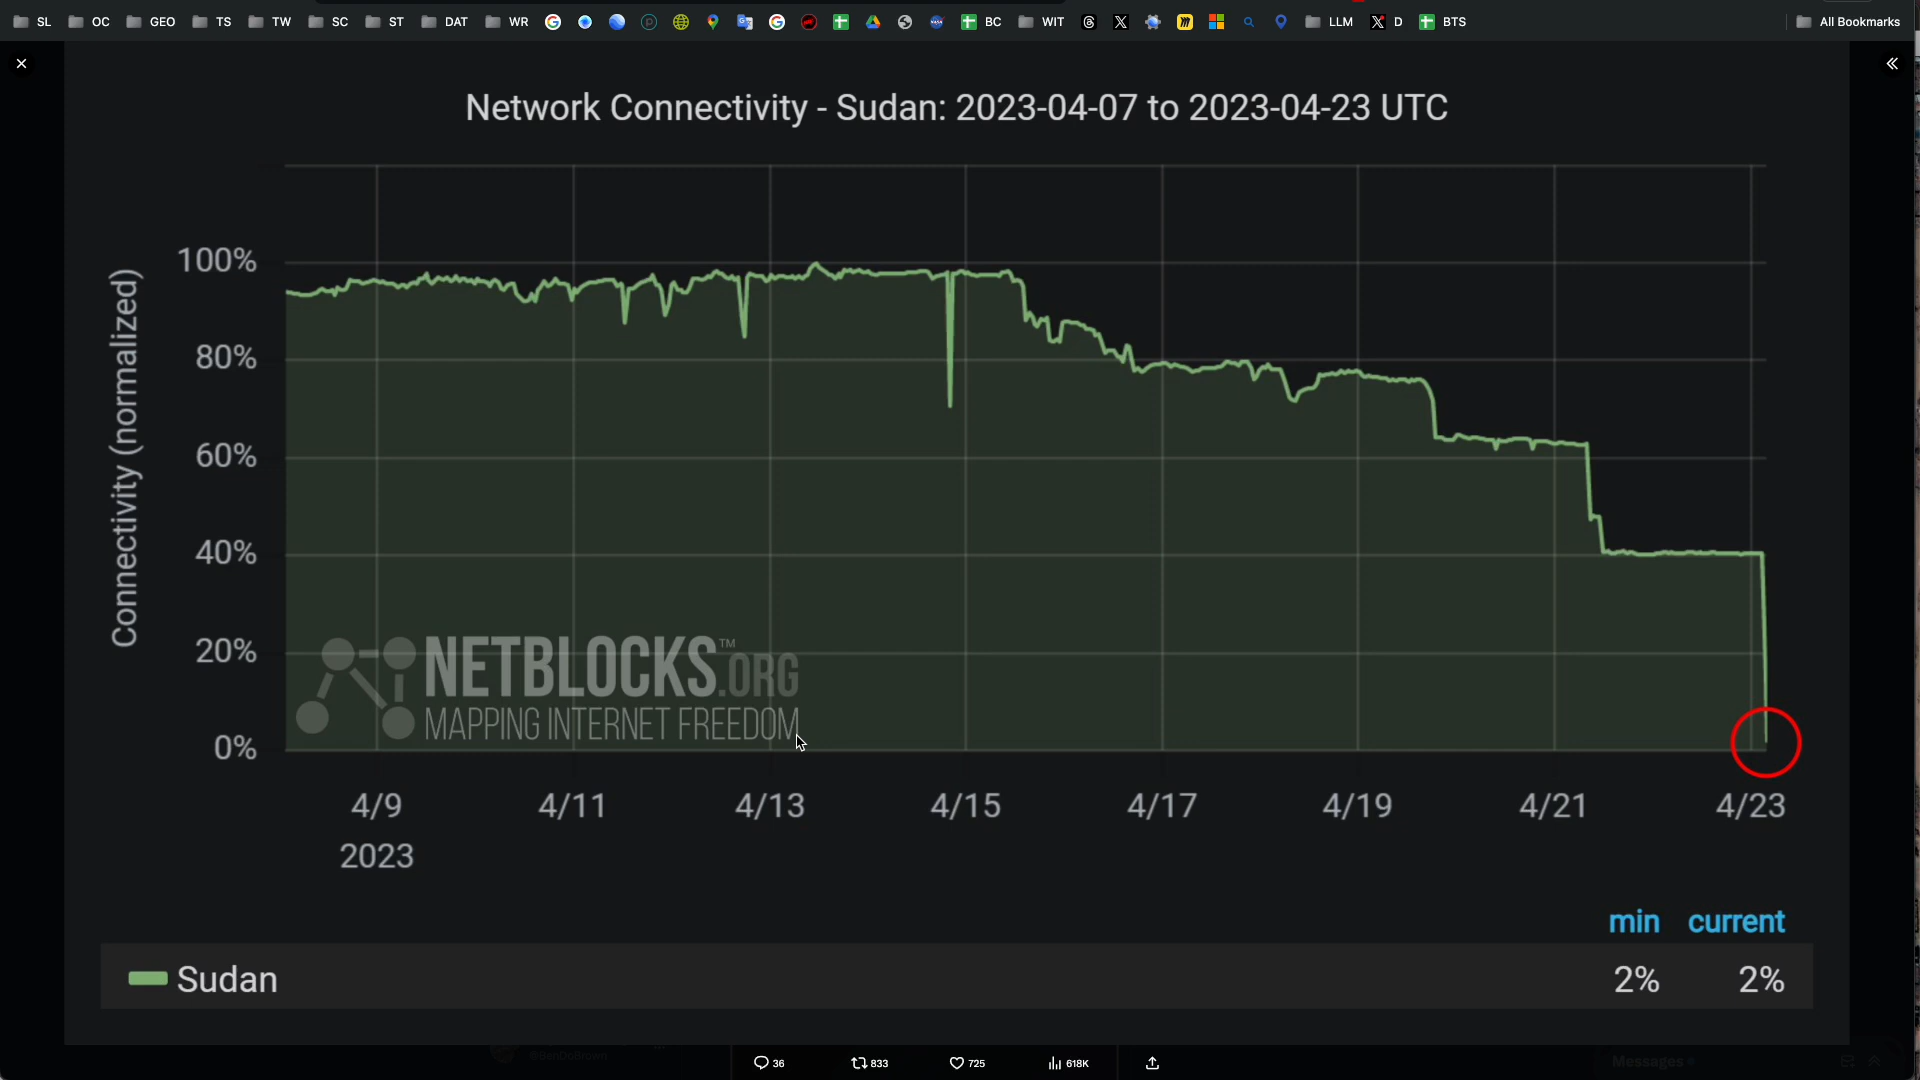 SL OC GEO TS TW SC ST DAT WR BC WIT LLM D BTS All Bookmarks
Network Connectivity - Sudan: 2023-04-07 to 2023-04-23 UTC
Connectivity (normalized)
100%
80%
60%
40%
20%
0%
NETBLOCKS.ORG™
MAPPING INTERNET FREEDOM
4/9 4/11 4/13 4/15 4/17 4/19 4/21 4/23
2023
min current
Sudan 2% 2%
@GenDeBrown
36 833 725 618K
Messages